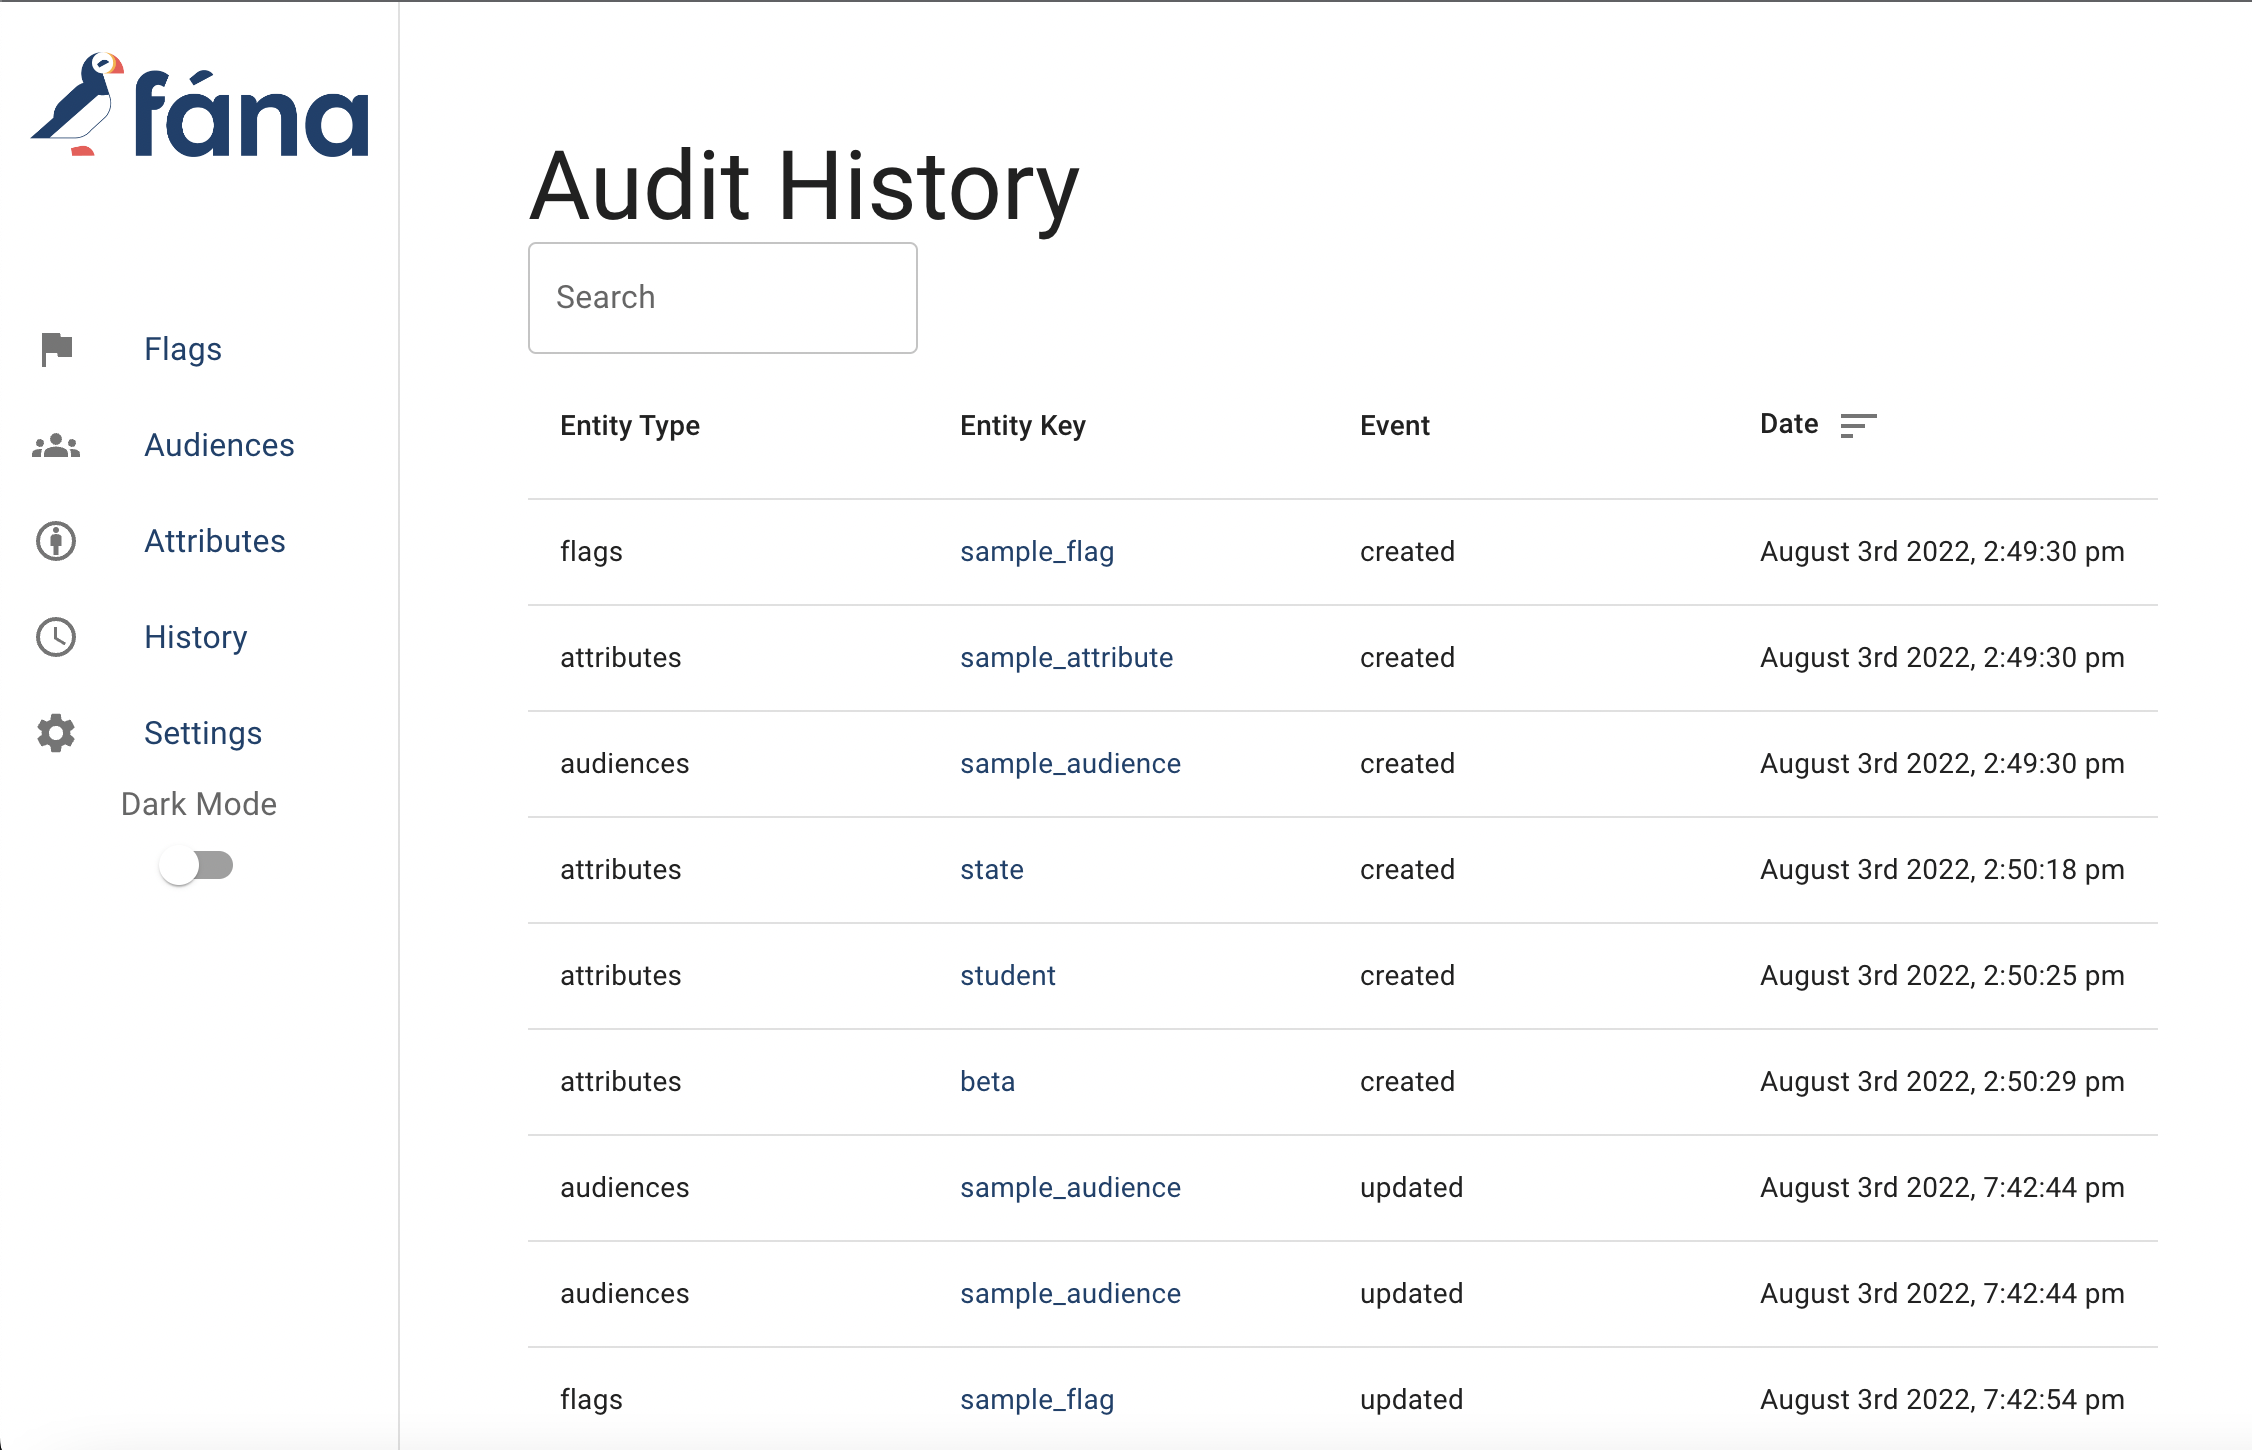 fána
Flags
Audiences
Attributes
History
Settings
Dark Mode
Audit History
Search
Entity Type Entity Key Event Date
flags sample_flag created August 3rd 2022, 2:49:30 pm
attributes sample_attribute created August 3rd 2022, 2:49:30 pm
audiences sample_audience created August 3rd 2022, 2:49:30 pm
attributes state created August 3rd 2022, 2:50:18 pm
attributes student created August 3rd 2022, 2:50:25 pm
attributes beta created August 3rd 2022, 2:50:29 pm
audiences sample_audience updated August 3rd 2022, 7:42:44 pm
audiences sample_audience updated August 3rd 2022, 7:42:44 pm
flags sample_flag updated August 3rd 2022, 7:42:54 pm